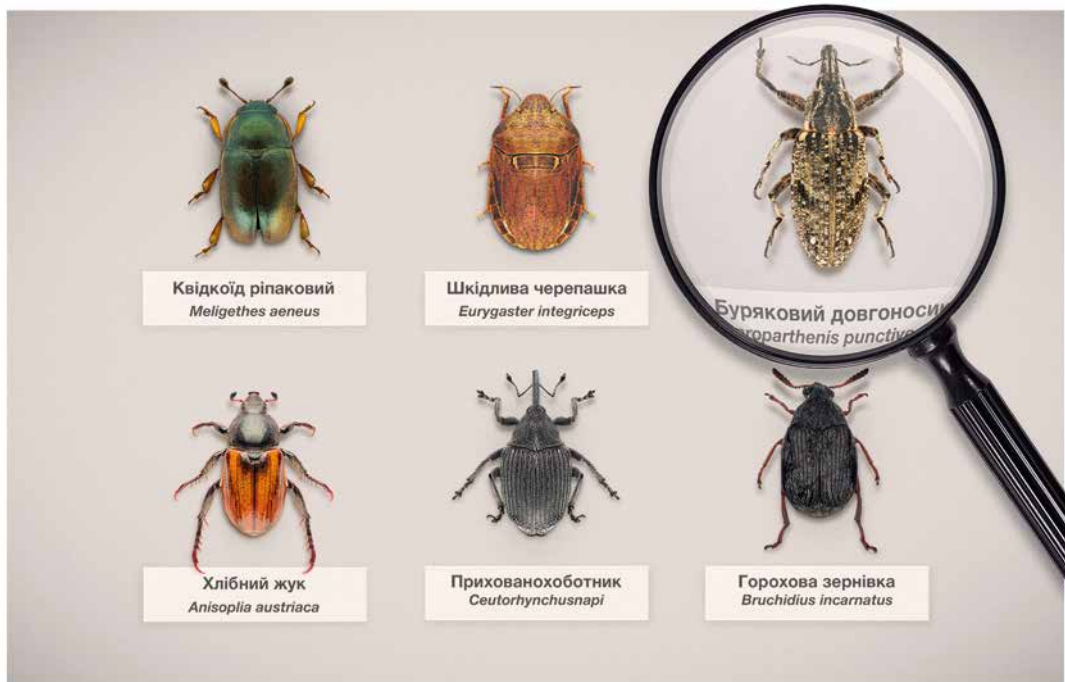 Квідкоїд ріпаковий
Meligethes aeneus
Шкідлива черепашка
Eurygaster integriceps
Буряковий довгоносик
Хлібний жук
Anisoplia austriaca
Прихованохоботник
Ceutorhynchusnapi
Горохова зернівка
Bruchidius incarnatus